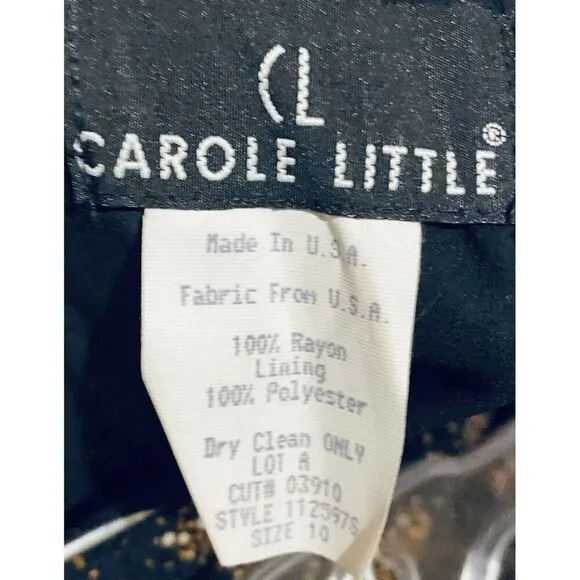 CL
CAROLE LITTLE®
Made In U.S.A.
Fabric From U.S.A.
100% Rayon
Lining
100% Polyester
Dry Clean ONLY
LOT A
CUT# 03910
STYLE 112597S
SIZE 10